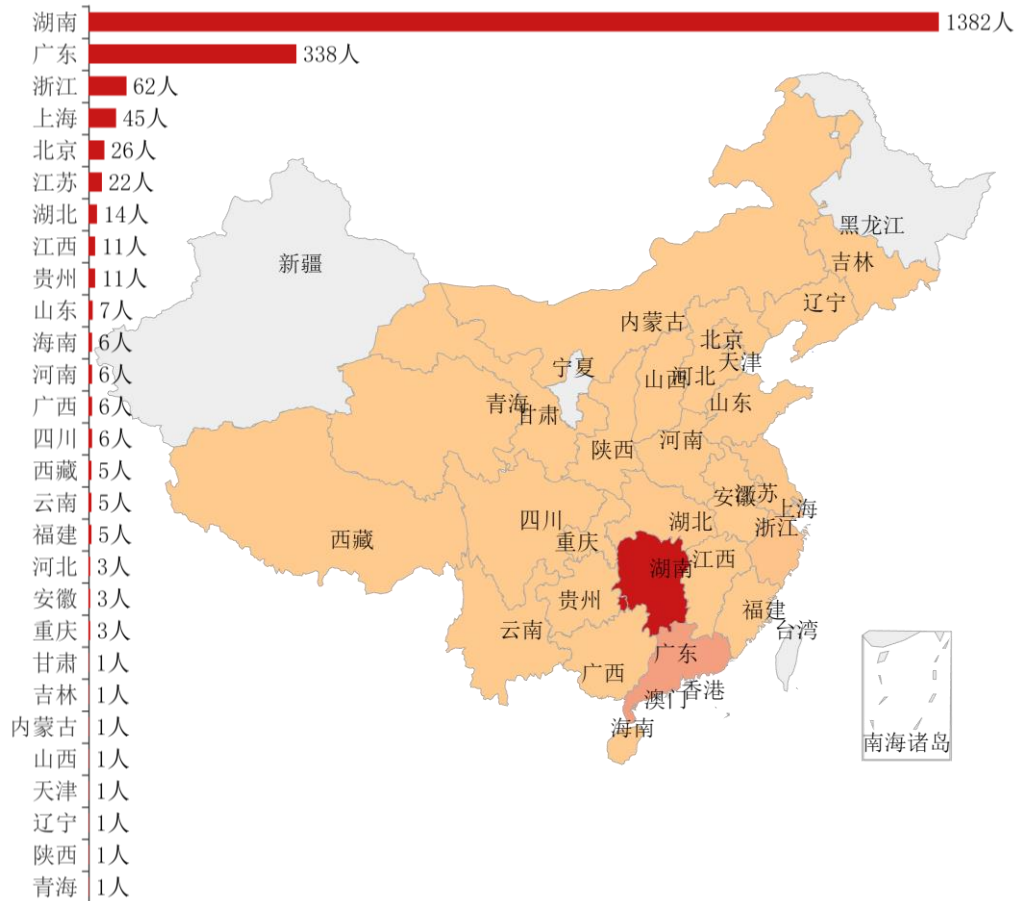 湖南 1382人
广东 338人
浙江 62人
上海 45人
北京 26人
江苏 22人
湖北 14人
江西 11人
贵州 11人
山东 7人
海南 6人
河南 6人
广西 6人
四川 6人
西藏 5人
云南 5人
福建 5人
河北 3人
安徽 3人
重庆 3人
甘肃 1人
吉林 1人
内蒙古 1人
山西 1人
天津 1人
辽宁 1人
陕西 1人
青海 1人
黑龙江
吉林
新疆
辽宁
内蒙古
北京
天津
宁夏
山西
河北
青海
甘肃
山东
河南
陕西
安徽
江苏
上海
四川
湖北
浙江
重庆
西藏
江西
湖南
贵州
福建
云南
台湾
广东
广西
香港
澳门
海南
南海诸岛